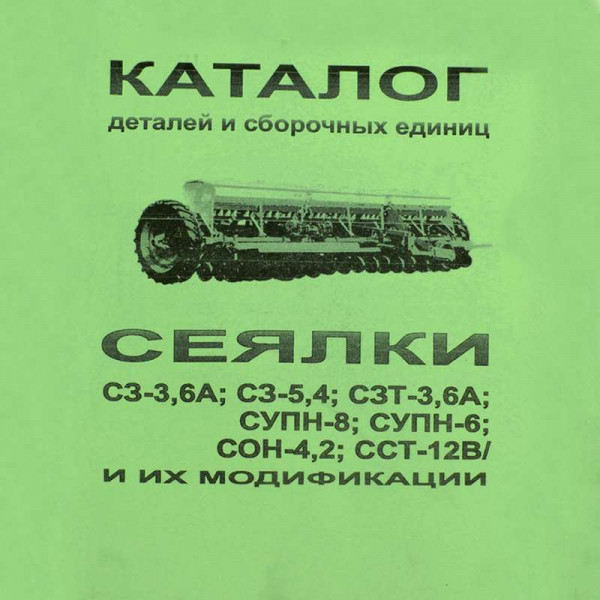 КАТАЛОГ
деталей и сборочных единиц
СЕЯЛКИ
СЗ-3,6А; СЗ-5,4; СЗТ-3,6А;
СУПН-8; СУПН-6;
СОН-4,2; ССТ-12В/
И ИХ МОДИФИКАЦИИ